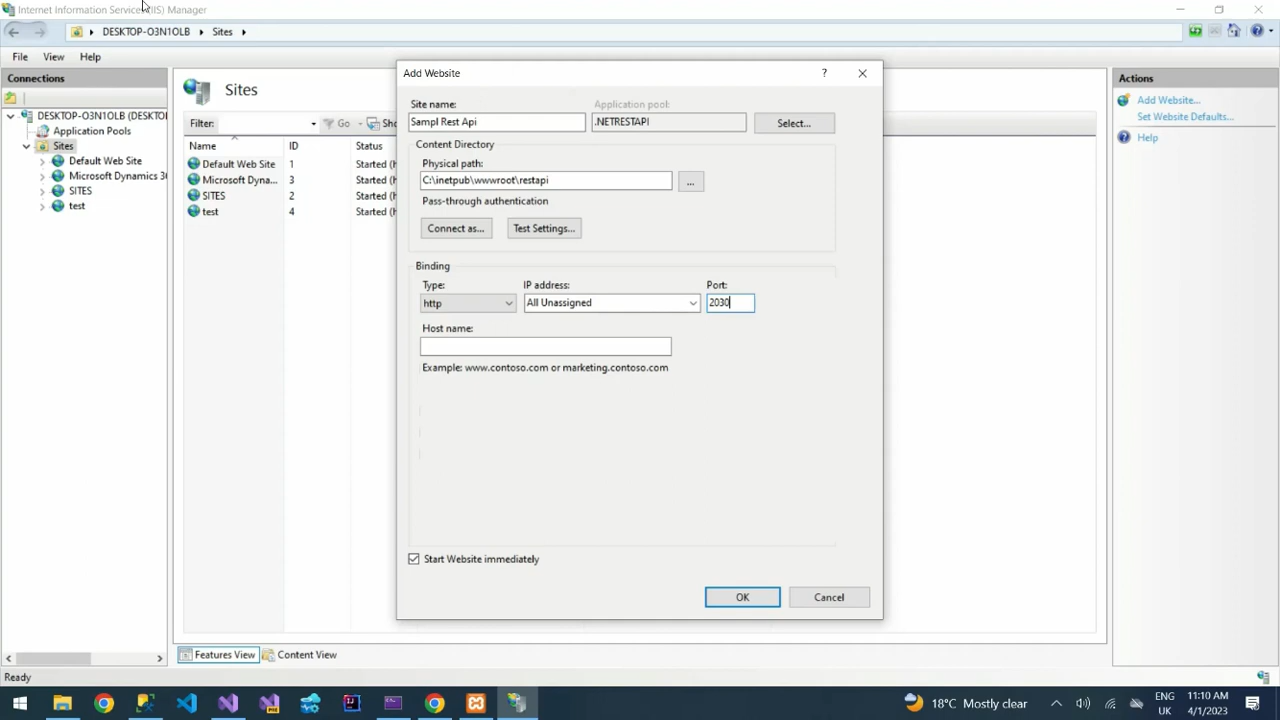 Internet Information Services (IIS) Manager
DESKTOP-O3N1OLB
Sites
File
View
Help
Connections
DESKTOP-O3N1OLB (DESKTO
Application Pools
Sites
Default Web Site
Microsoft Dynamics 36
SITES
test
Sites
Filter:
Go
Sho
Name
ID
Status
Default Web Site
1
Started (h
Microsoft Dyna...
3
Started (h
SITES
2
Started (h
test
4
Started (h
Features View
Content View
Ready
Add Website
?
Site name:
Application pool:
Sampl Rest Api
.NETRESTAPI
Select...
Content Directory
Physical path:
C:\inetpub\wwwroot\restapi
...
Pass-through authentication
Connect as...
Test Settings...
Binding
Type:
IP address:
Port:
http
All Unassigned
2030
Host name:
Example: www.contoso.com or marketing.contoso.com
Start Website immediately
OK
Cancel
Actions
Add Website...
Set Website Defaults...
Help
18°C Mostly clear
ENG
UK
11:10 AM
4/1/2023